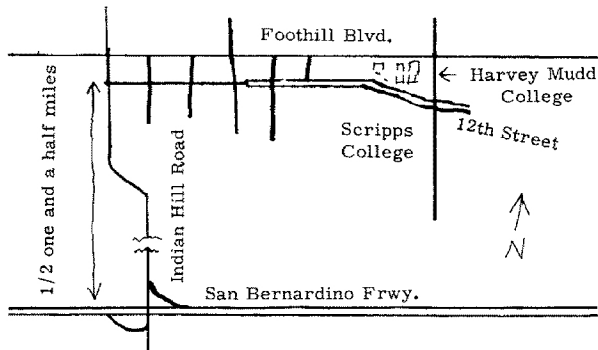 Foothill Blvd.
Harvey Mudd
College
12th Street
Scripps
College
1/2 one and a half miles
Indian Hill Road
N
San Bernardino Frwy.